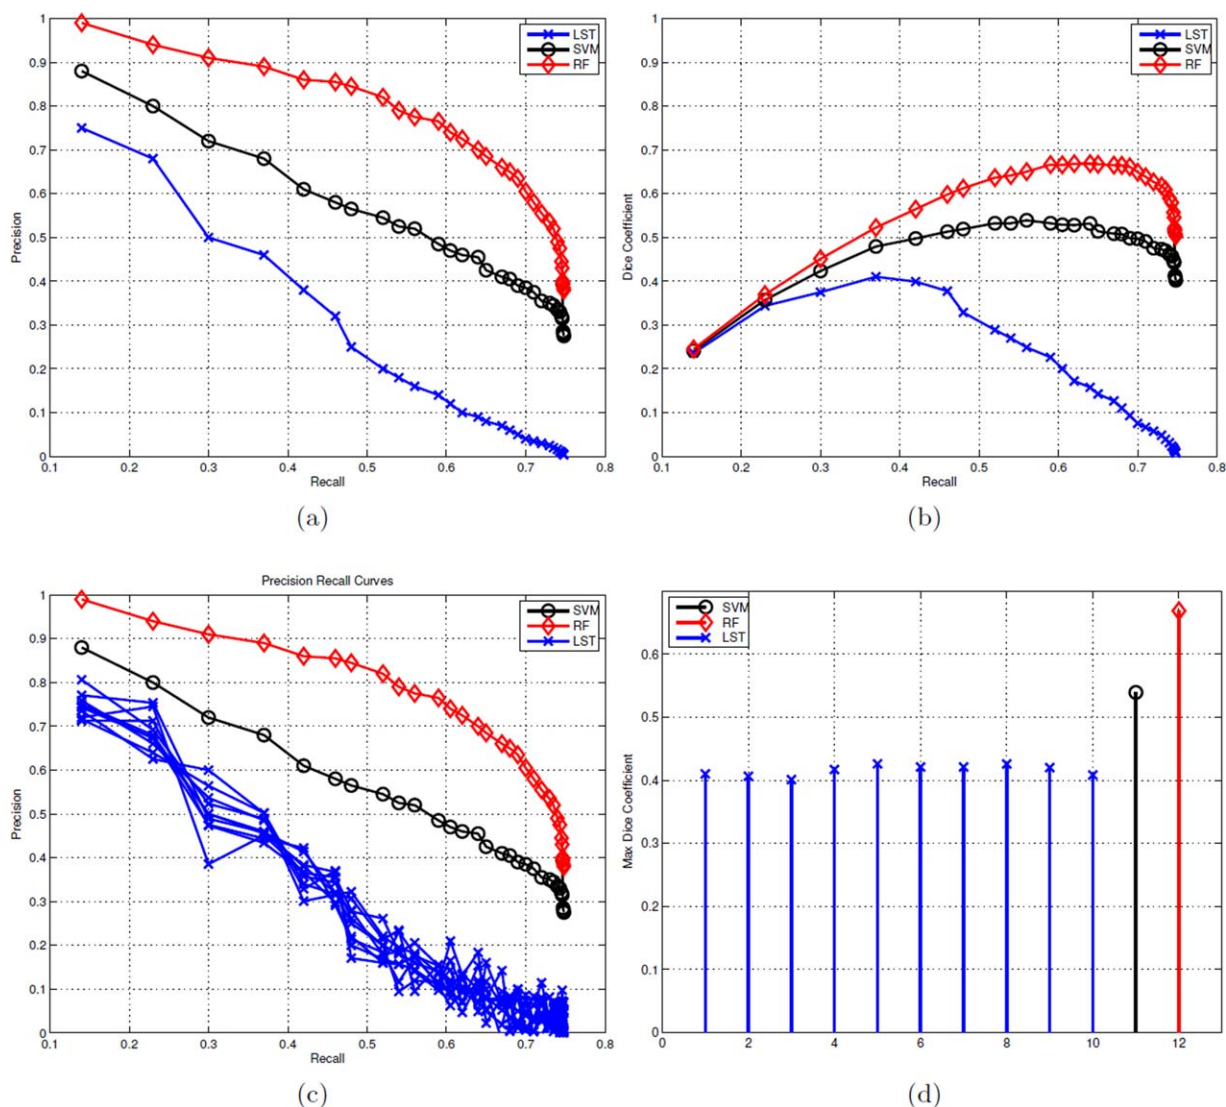 1
0.9
0.8
0.7
0.6
0.5
0.4
0.3
0.2
0.1
0
Precision
0.1 0.2 0.3 0.4 0.5 0.6 0.7 0.8
Recall
LST
SVM
RF
(a)
1
0.9
0.8
0.7
0.6
0.5
0.4
0.3
0.2
0.1
0
Dice Coefficient
0.1 0.2 0.3 0.4 0.5 0.6 0.7 0.8
Recall
LST
SVM
RF
(b)
Precision Recall Curves
1
0.9
0.8
0.7
0.6
0.5
0.4
0.3
0.2
0.1
0
Precision
0.1 0.2 0.3 0.4 0.5 0.6 0.7 0.8
Recall
SVM
RF
LST
(c)
0.6
0.5
0.4
0.3
0.2
0.1
0
Max Dice Coefficient
0 2 4 6 8 10 12
SVM
RF
LST
(d)